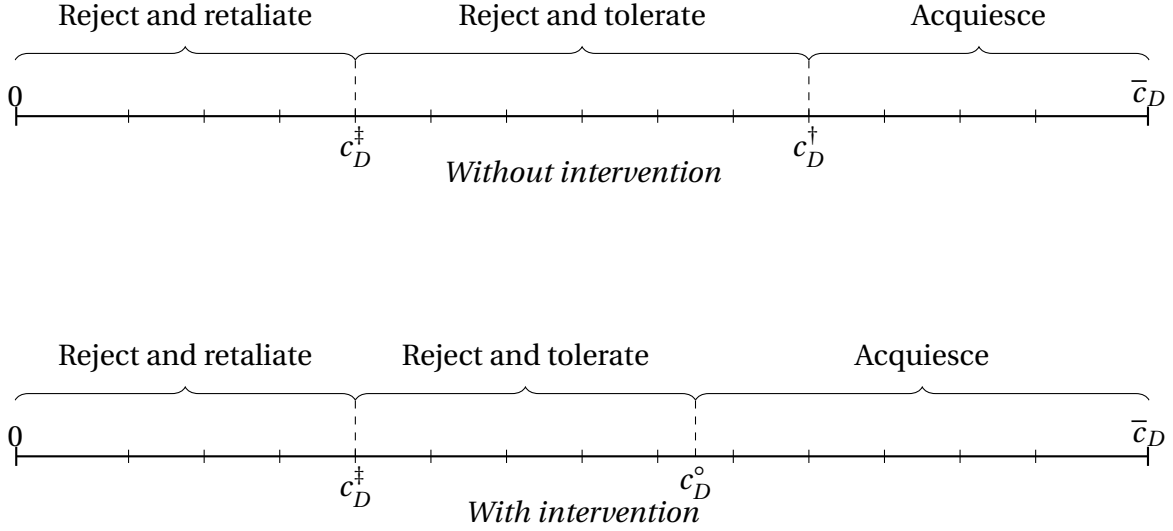 Reject and retaliate Reject and tolerate Acquiesce
0 c̅_D
c_D^‡ c_D^†
Without intervention
Reject and retaliate Reject and tolerate Acquiesce
0 c̅_D
c_D^‡ c_D^∘
With intervention